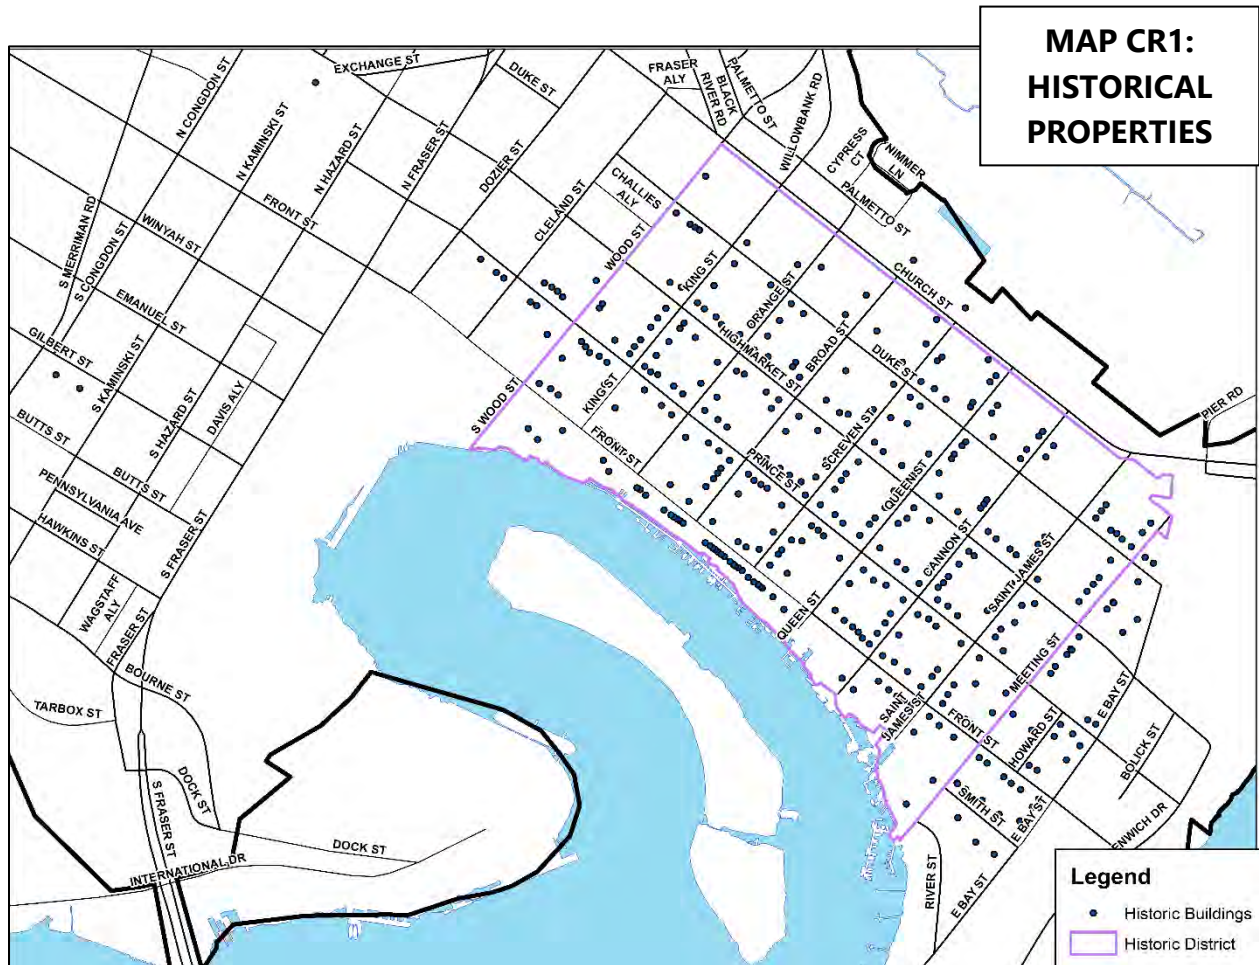 MAP CR1:
HISTORICAL
PROPERTIES
EXCHANGE ST
N CONGDON ST
N KAMINSKI ST
N HAZARD ST
N FRASER ST
DUKE ST
DOZIER ST
FRASER
ALY
BLACK
RIVER RD
PALMETTO ST
WILLOWBANK RD
CYPRESS
CT
NIMMER
LN
PALMETTO ST
CHALLIES
ALY
CLELAND ST
WOOD ST
FRONT ST
S MERRIMAN RD
S CONGDON ST
WINYAH ST
EMANUEL ST
GILBERT ST
S KAMINSKI ST
S HAZARD ST
DAVIS ALY
BUTTS ST
BUTTS ST
PENNSYLVANIA AVE
HAWKINS ST
WAGSTAFF
ALY
FRASER ST
S FRASER ST
BOURNE ST
TARBOX ST
DOCK ST
S FRASER ST
INTERNATIONAL DR
DOCK ST
KING ST
ORANGE ST
CHURCH ST
HIGHMARKET ST
BROAD ST
DUKE ST
KING ST
S WOOD ST
FRONT ST
PRINCE ST
SCREVEN ST
QUEEN ST
CANNON ST
SAINT JAMES ST
PIER RD
QUEEN ST
SAINT
JAMES ST
MEETING ST
FRONT ST
HOWARD ST
E BAY ST
BOLICK ST
SMITH ST
E BAY ST
ENWICH DR
RIVER ST
E BAY ST
Legend
Historic Buildings
Historic District